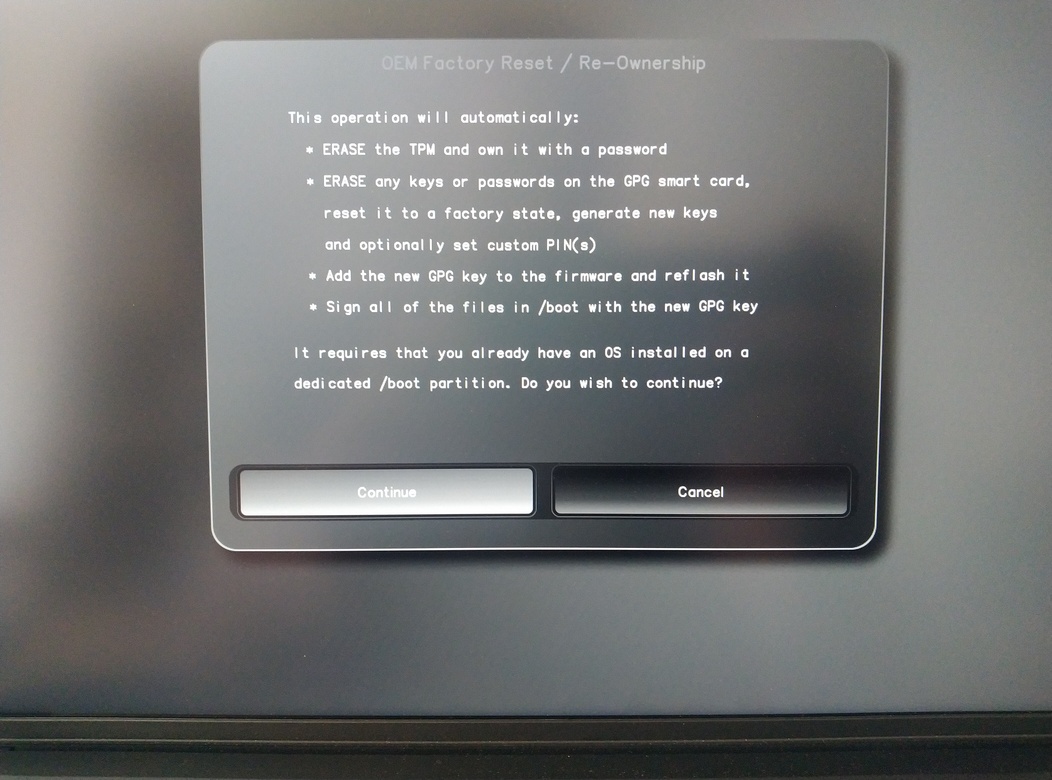 OEM Factory Reset / Re-Ownership
This operation will automatically:
* ERASE the TPM and own it with a password
* ERASE any keys or passwords on the GPG smart card,
reset it to a factory state, generate new keys
and optionally set custom PIN(s)
* Add the new GPG key to the firmware and reflash it
* Sign all of the files in /boot with the new GPG key
It requires that you already have an OS installed on a
dedicated /boot partition. Do you wish to continue?
Continue
Cancel